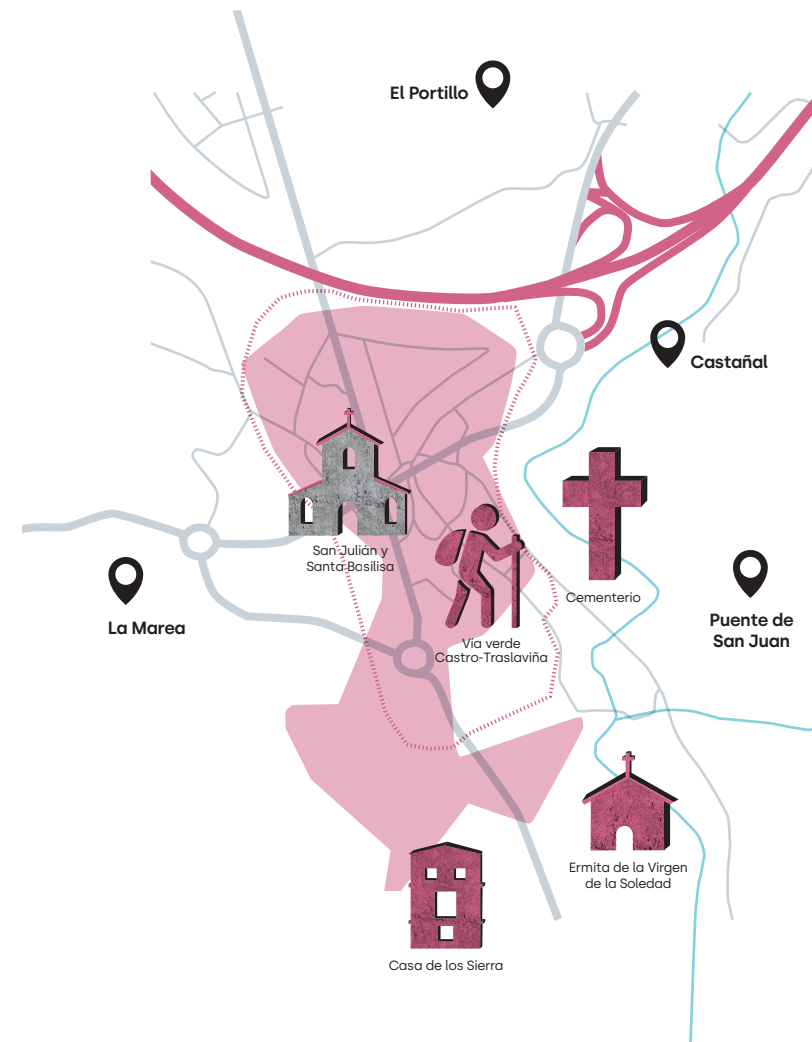 El Portillo
Castañal
San Julián y
Santa Basilisa
Cementerio
La Marea
Puente de
San Juan
Vía verde
Castro-Traslaviña
Ermita de la Virgen
de la Soledad
Casa de los Sierra